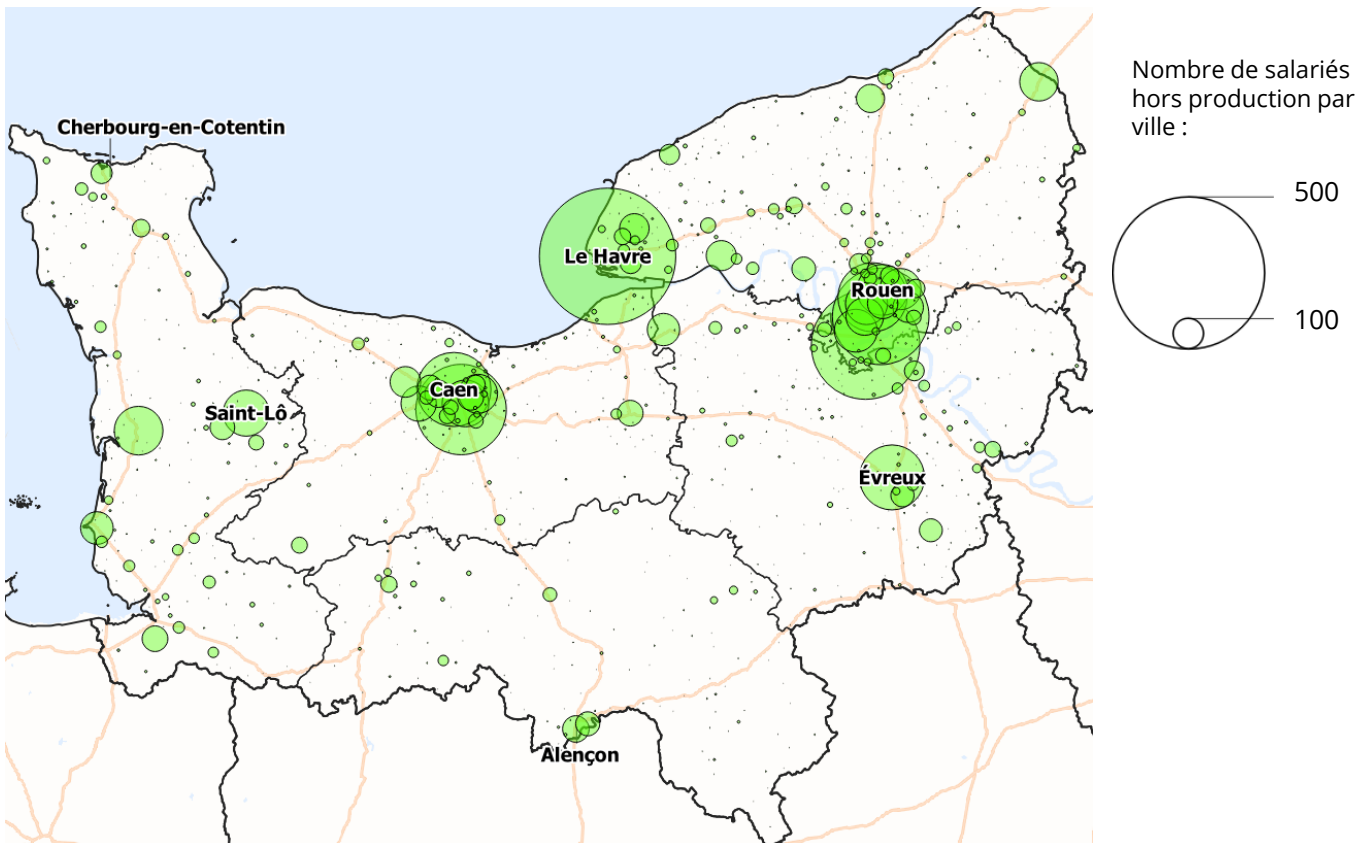 Nombre de salariés
hors production par
ville :
500
100
Cherbourg-en-Cotentin
Le Havre
Rouen
Caen
Saint-Lô
Évreux
Alençon